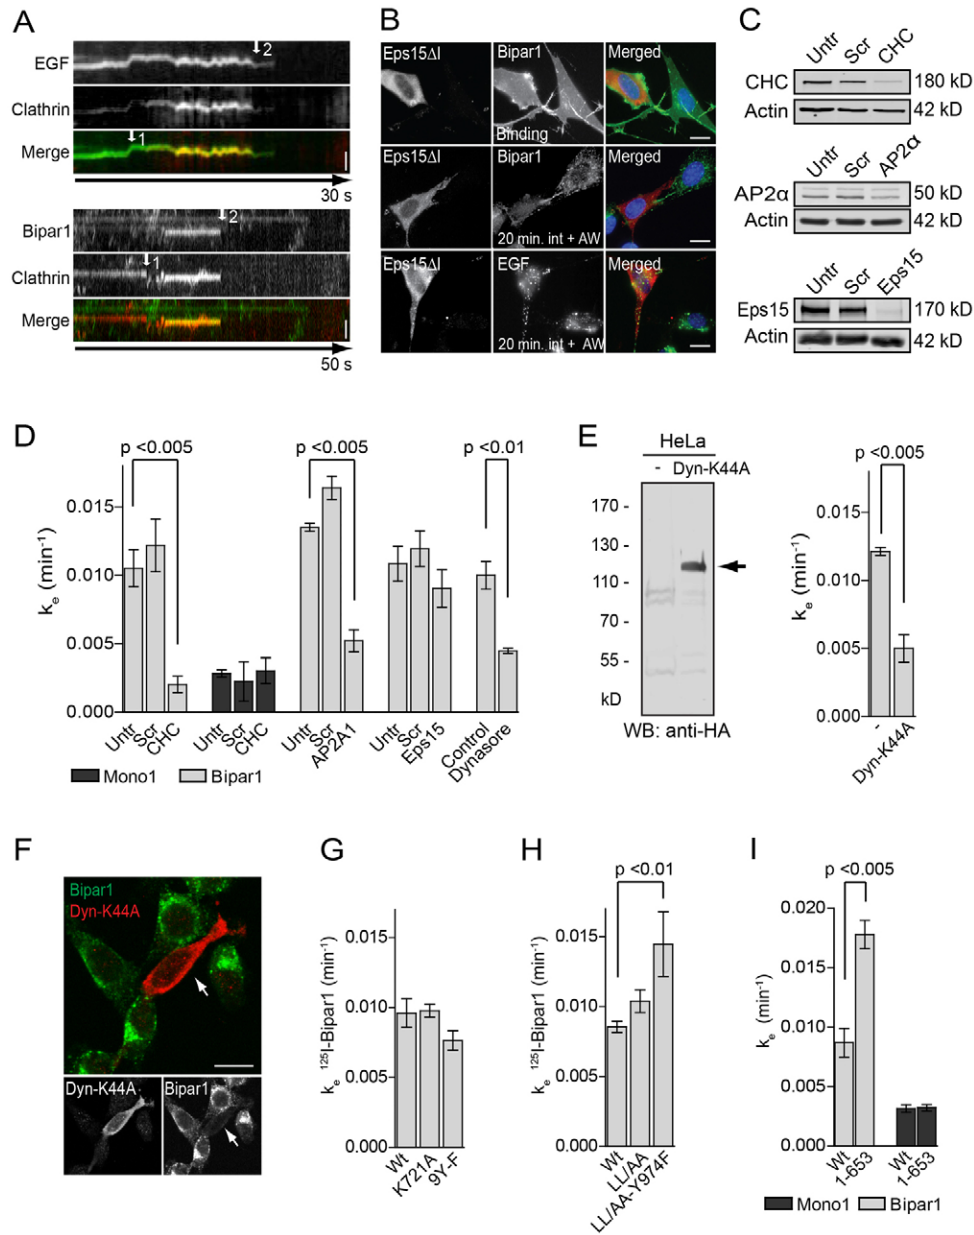 A
EGF
2
Clathrin
Merge
1
30 s
Bipar1
2
Clathrin
1
Merge
50 s
B
Eps15ΔI
Bipar1
Merged
Binding
Eps15ΔI
Bipar1
Merged
20 min. int + AW
Eps15ΔI
EGF
Merged
20 min. int + AW
C
Untr Scr CHC
CHC 180 kD
Actin 42 kD
Untr Scr AP2α
AP2α 50 kD
Actin 42 kD
Untr Scr Eps15
Eps15 170 kD
Actin 42 kD
D
p <0.005 p <0.005 p <0.01
ke (min⁻¹)
0.015
0.010
0.005
0.000
Untr Scr CHC Untr Scr CHC Untr Scr AP2A1 Untr Scr Eps15 Control Dynasore
Mono1 Bipar1
E
HeLa
- Dyn-K44A
170 -
130 -
110 -
70 -
55 -
kD
WB: anti-HA
p <0.005
ke (min⁻¹)
0.015
0.010
0.005
0.000
- Dyn-K44A
F
Bipar1
Dyn-K44A
Dyn-K44A
Bipar1
G
ke ¹²⁵I-Bipar1 (min⁻¹)
0.015
0.010
0.005
0.000
Wt K721A 9Y-F
H
p <0.01
ke ¹²⁵I-Bipar1 (min⁻¹)
0.015
0.010
0.005
0.000
Wt LL/AA LL/AA-Y974F
I
p <0.005
ke (min⁻¹)
0.020
0.015
0.010
0.005
0.000
Wt 1-653 Wt 1-653
Mono1 Bipar1